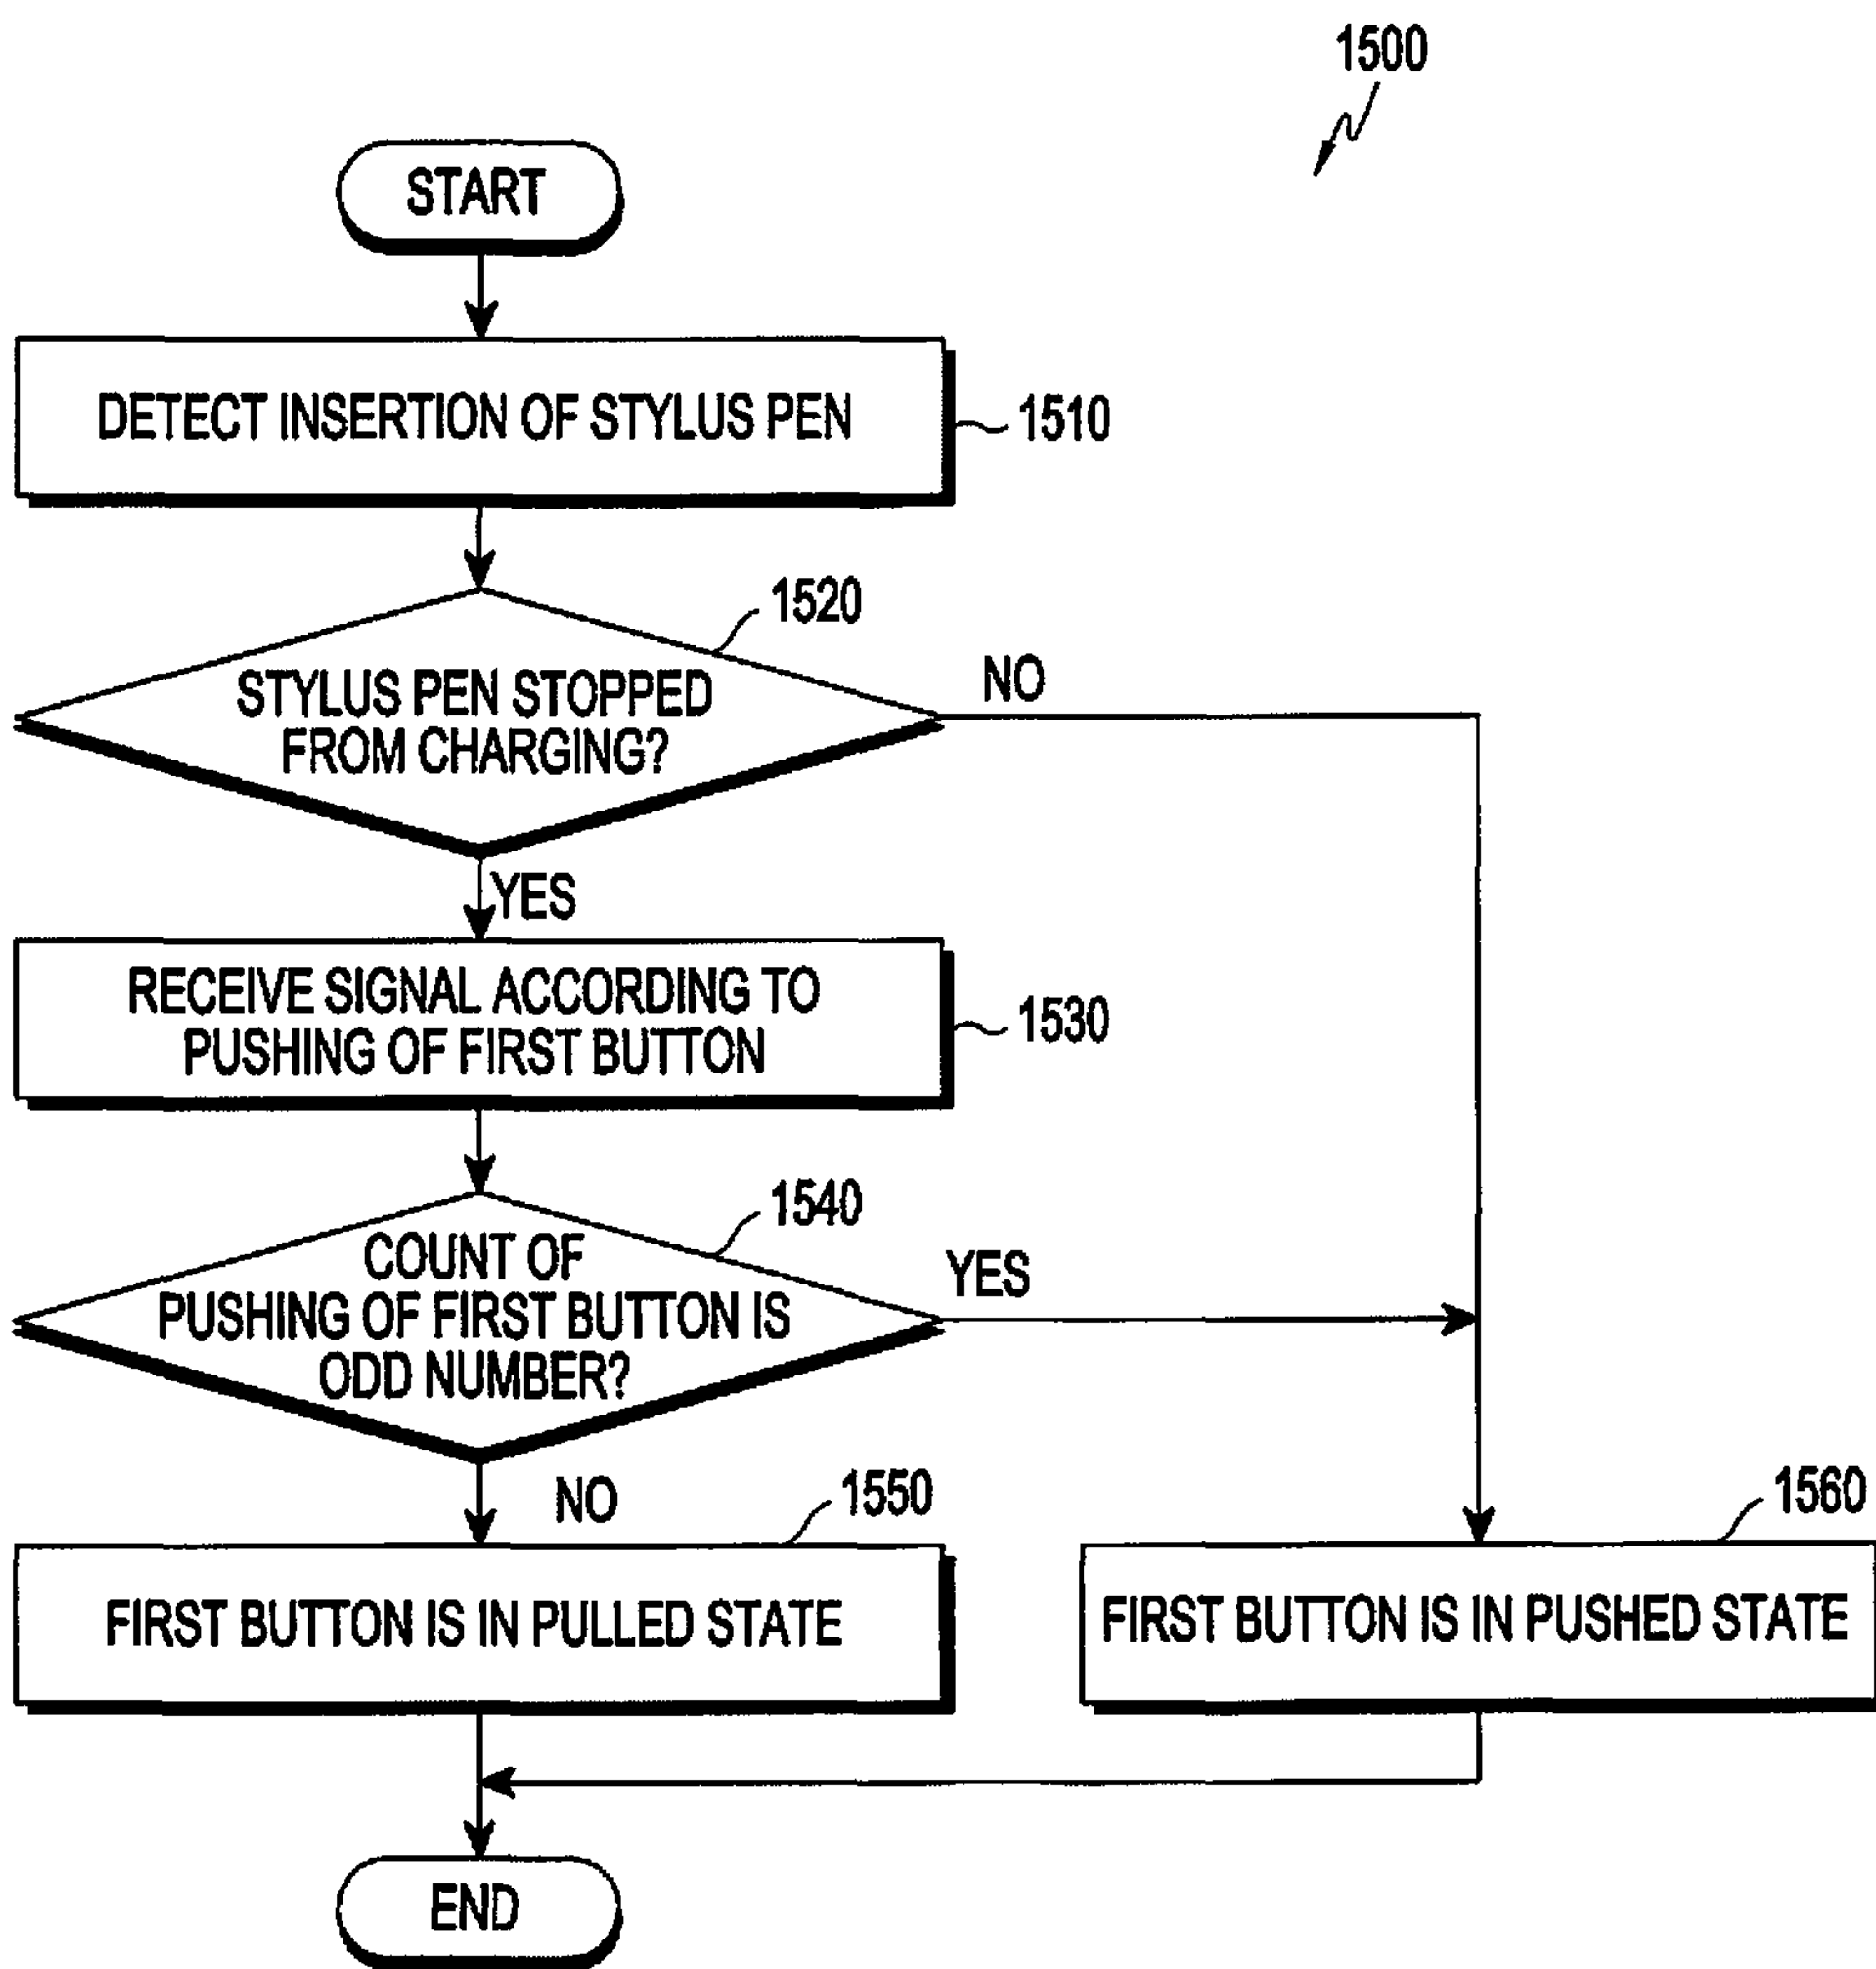 1500
START
DETECT INSERTION OF STYLUS PEN
1510
1520
STYLUS PEN STOPPED
FROM CHARGING?
NO
YES
RECEIVE SIGNAL ACCORDING TO
PUSHING OF FIRST BUTTON
1530
1540
COUNT OF
PUSHING OF FIRST BUTTON IS
ODD NUMBER?
YES
NO
1550
1560
FIRST BUTTON IS IN PULLED STATE
FIRST BUTTON IS IN PUSHED STATE
END